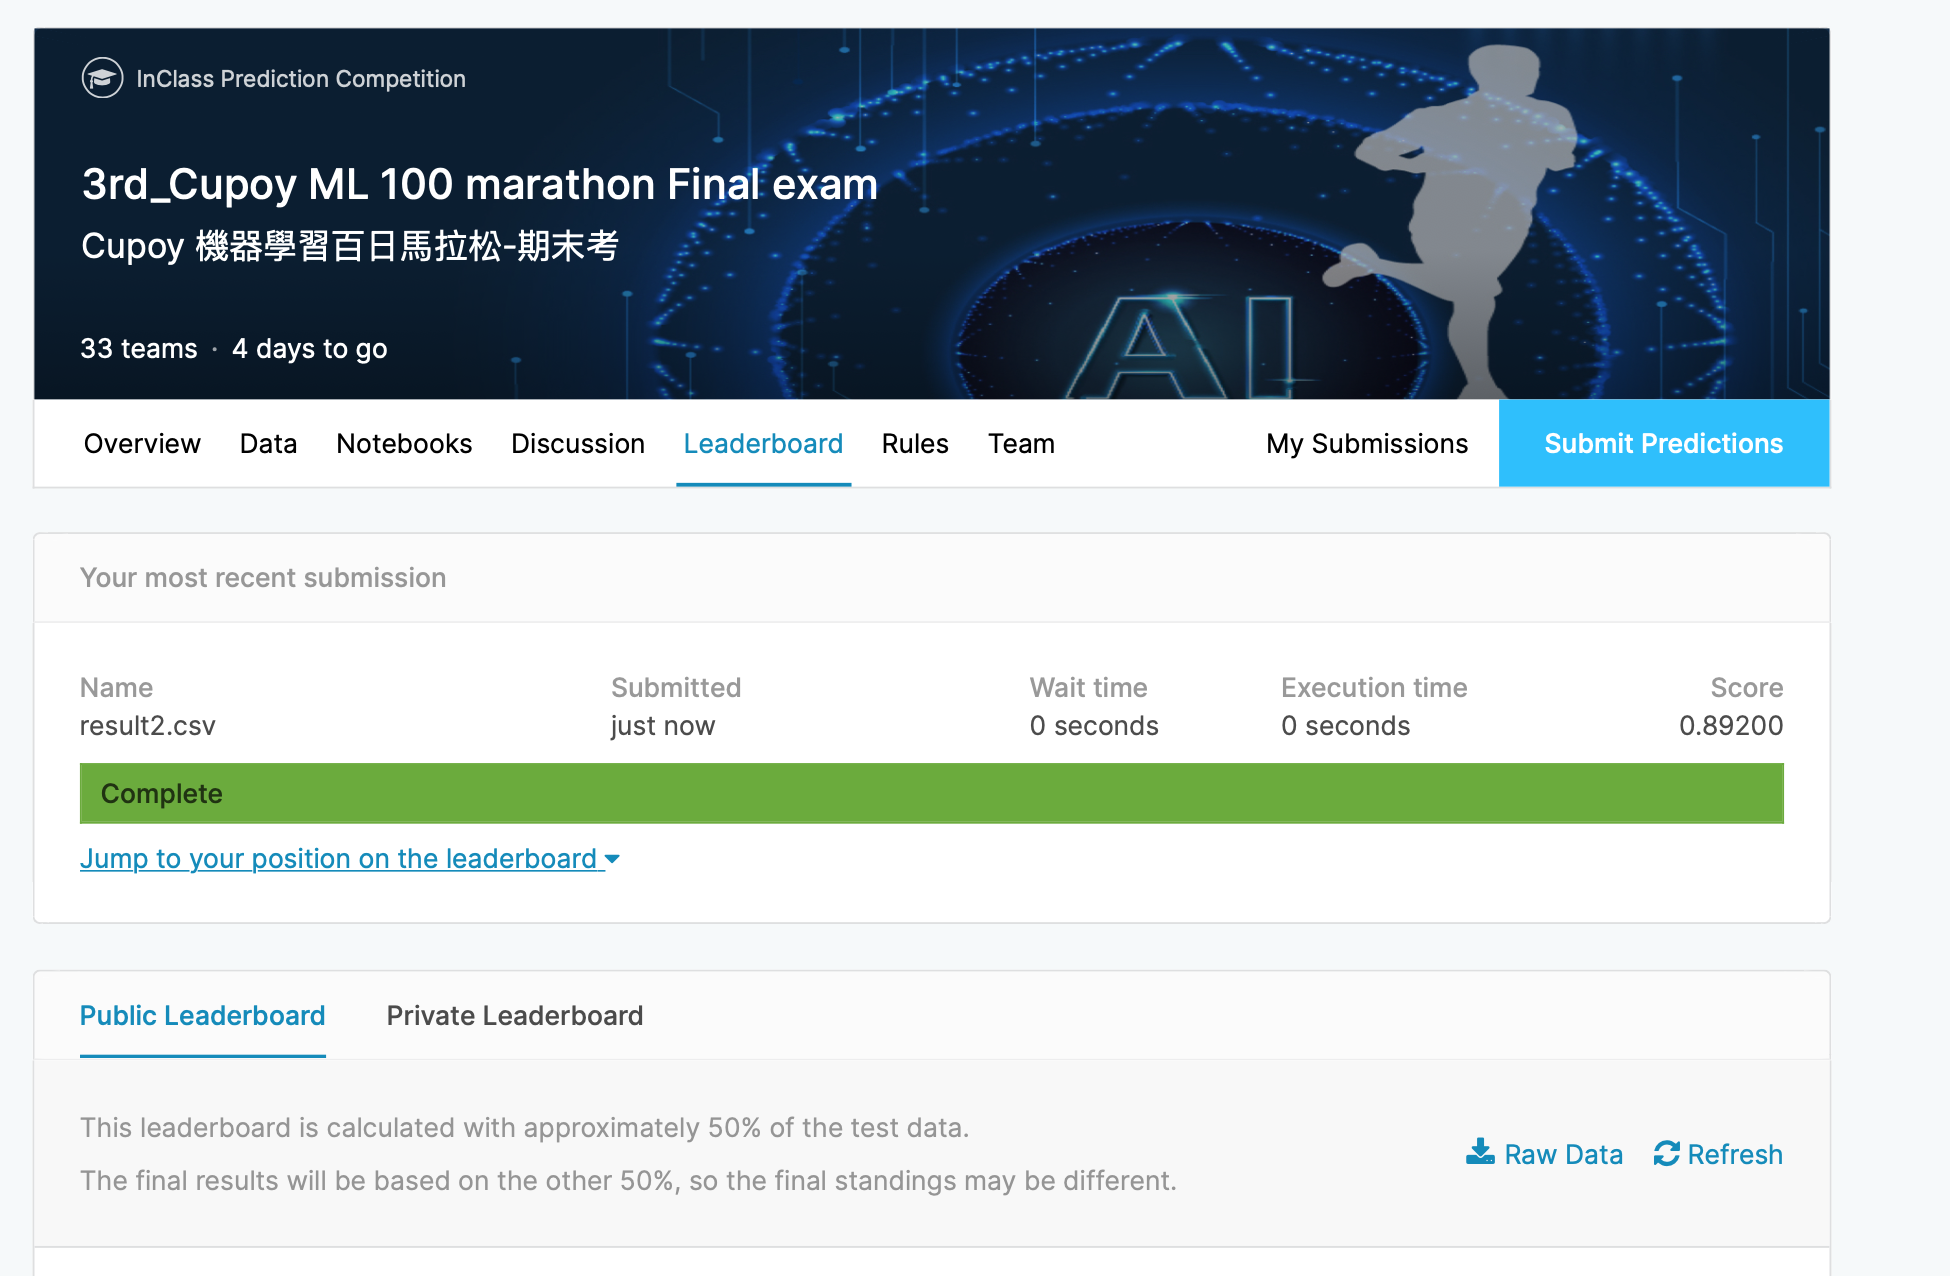 InClass Prediction Competition
3rd_Cupoy ML 100 marathon Final exam
Cupoy 機器學習百日馬拉松-期末考
33 teams · 4 days to go
AI
Overview Data Notebooks Discussion Leaderboard Rules Team My Submissions Submit Predictions
Your most recent submission
Name Submitted Wait time Execution time Score
result2.csv just now 0 seconds 0 seconds 0.89200
Complete
Jump to your position on the leaderboard
Public Leaderboard Private Leaderboard
This leaderboard is calculated with approximately 50% of the test data.
The final results will be based on the other 50%, so the final standings may be different.
Raw Data Refresh